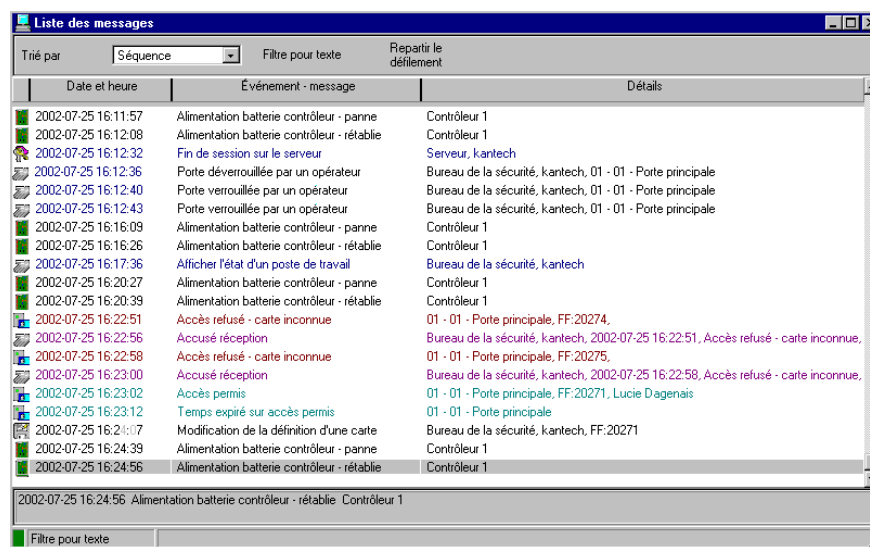 Liste des messages
Trié par Séquence Filtre pour texte Repartir le
défilement
Date et heure Événement - message Détails
2002-07-25 16:11:57 Alimentation batterie contrôleur - panne Contrôleur 1
2002-07-25 16:12:08 Alimentation batterie contrôleur - rétablie Contrôleur 1
2002-07-25 16:12:32 Fin de session sur le serveur Serveur, kantech
2002-07-25 16:12:36 Porte déverrouillée par un opérateur Bureau de la sécurité, kantech, 01 - 01 - Porte principale
2002-07-25 16:12:40 Porte verrouillée par un opérateur Bureau de la sécurité, kantech, 01 - 01 - Porte principale
2002-07-25 16:12:43 Porte verrouillée par un opérateur Bureau de la sécurité, kantech, 01 - 01 - Porte principale
2002-07-25 16:16:09 Alimentation batterie contrôleur - panne Contrôleur 1
2002-07-25 16:16:26 Alimentation batterie contrôleur - rétablie Contrôleur 1
2002-07-25 16:17:36 Afficher l'état d'un poste de travail Bureau de la sécurité, kantech
2002-07-25 16:20:27 Alimentation batterie contrôleur - panne Contrôleur 1
2002-07-25 16:20:39 Alimentation batterie contrôleur - rétablie Contrôleur 1
2002-07-25 16:22:51 Accès refusé - carte inconnue 01 - 01 - Porte principale, FF:20274,
2002-07-25 16:22:56 Accusé réception Bureau de la sécurité, kantech, 2002-07-25 16:22:51, Accès refusé - carte inconnue,
2002-07-25 16:22:58 Accès refusé - carte inconnue 01 - 01 - Porte principale, FF:20275,
2002-07-25 16:23:00 Accusé réception Bureau de la sécurité, kantech, 2002-07-25 16:22:58, Accès refusé - carte inconnue,
2002-07-25 16:23:02 Accès permis 01 - 01 - Porte principale, FF:20271, Lucie Dagenais
2002-07-25 16:23:12 Temps expiré sur accès permis 01 - 01 - Porte principale
2002-07-25 16:24:07 Modification de la définition d'une carte Bureau de la sécurité, kantech, FF:20271
2002-07-25 16:24:39 Alimentation batterie contrôleur - panne Contrôleur 1
2002-07-25 16:24:56 Alimentation batterie contrôleur - rétablie Contrôleur 1
2002-07-25 16:24:56 Alimentation batterie contrôleur - rétablie Contrôleur 1
Filtre pour texte